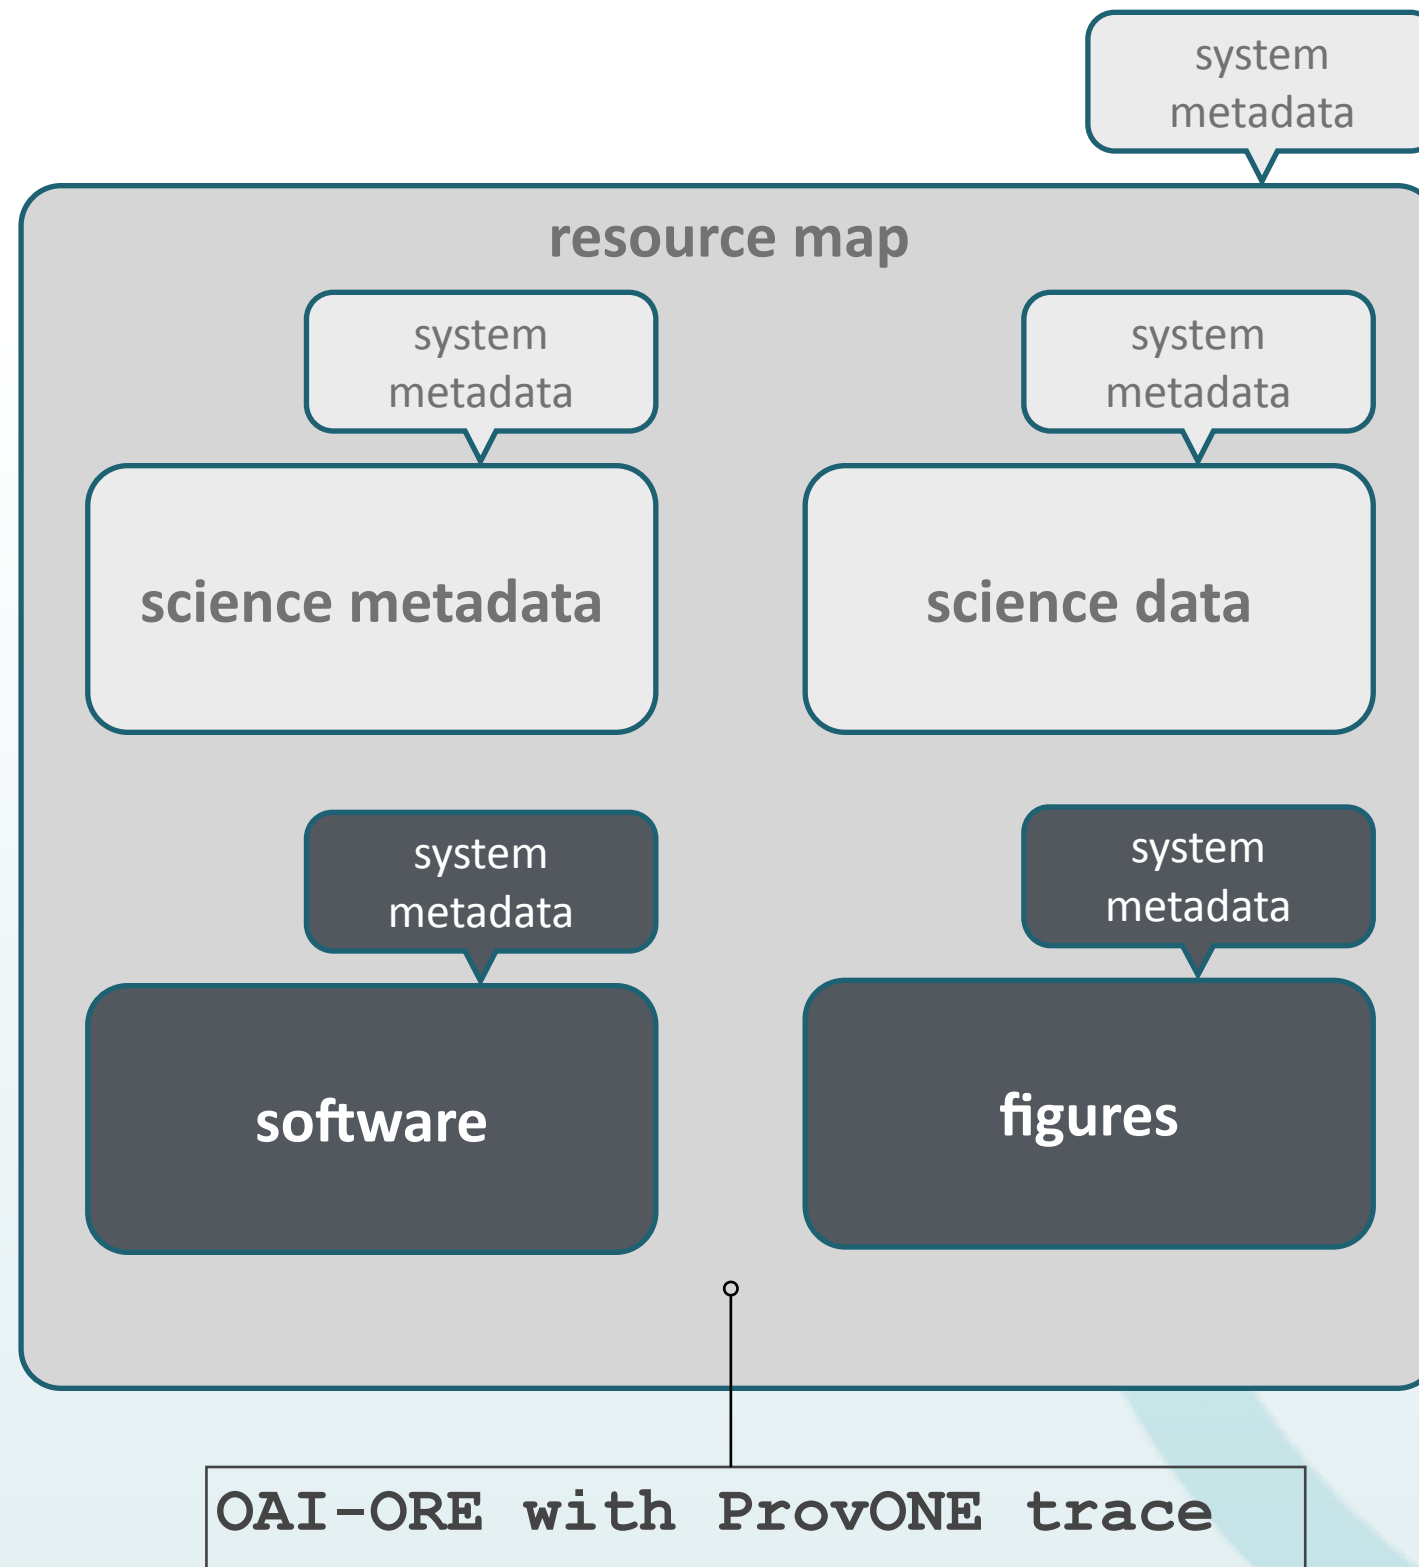 system
metadata
resource map
system
metadata
system
metadata
science metadata
science data
system
metadata
system
metadata
software
figures
OAI-ORE with ProvONE trace